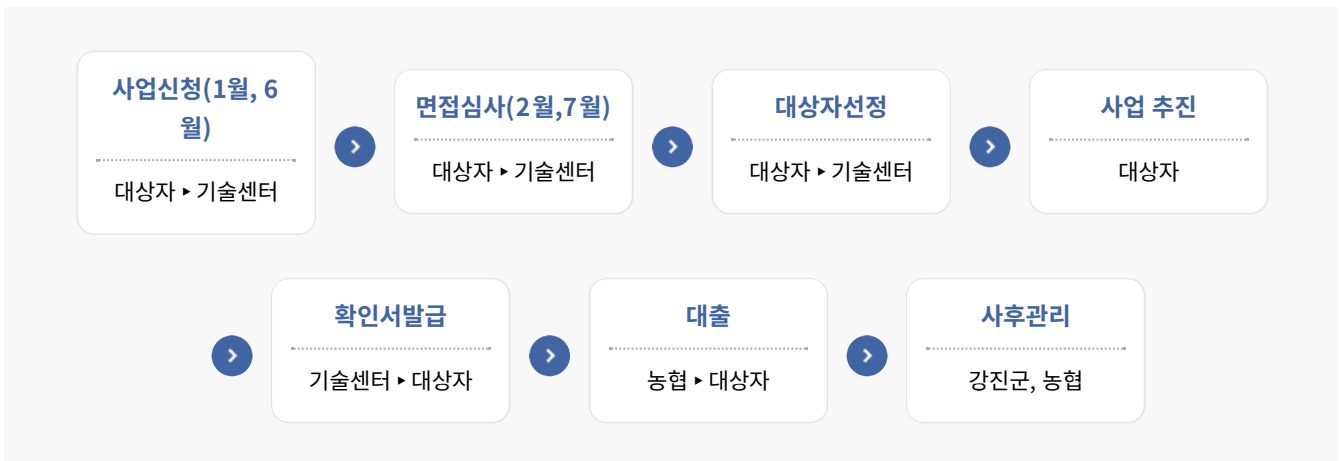 사업신청(1월, 6
월)
대상자 ▸ 기술센터
면접심사(2월,7월)
대상자 ▸ 기술센터
대상자선정
대상자 ▸ 기술센터
사업 추진
대상자
확인서발급
기술센터 ▸ 대상자
대출
농협 ▸ 대상자
사후관리
강진군, 농협